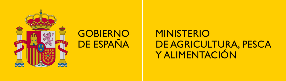 GOBIERNO
DE ESPAÑA
MINISTERIO
DE AGRICULTURA, PESCA
Y ALIMENTACIÓN